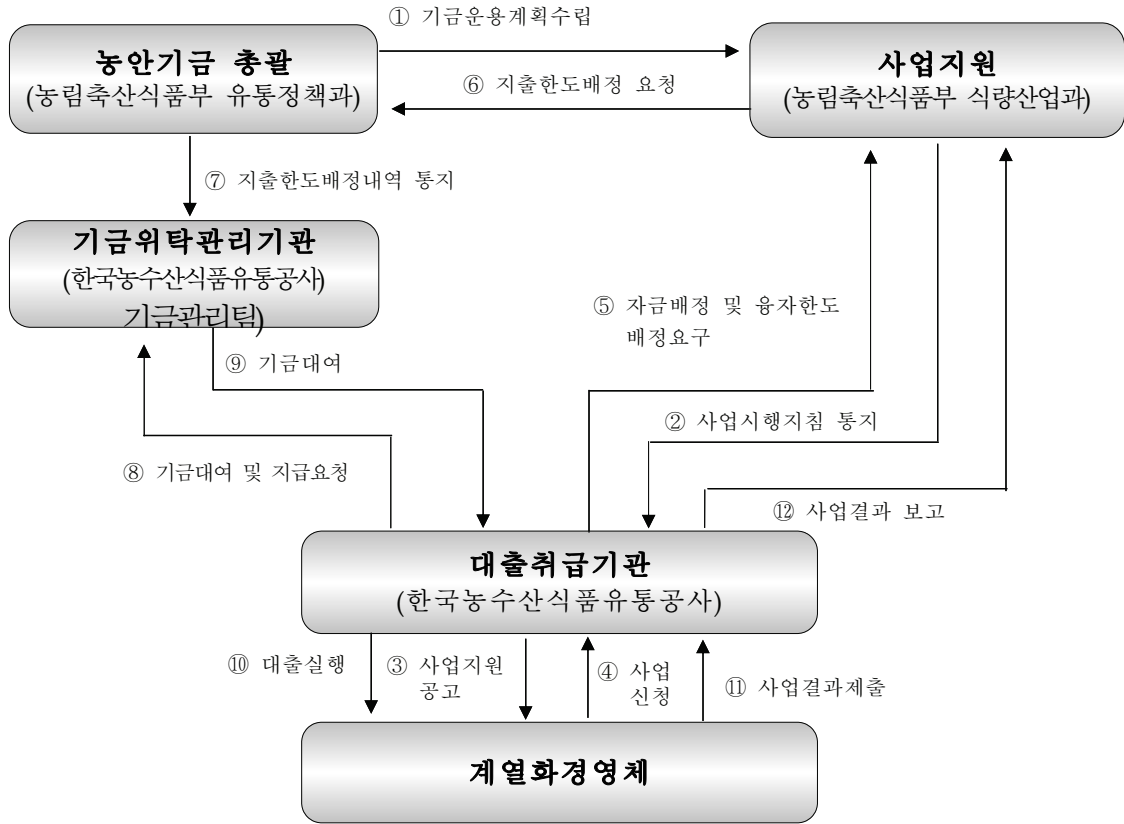 ① 기금운용계획수립
농안기금 총괄
(농림축산식품부 유통정책과)
사업지원
(농림축산식품부 식량산업과)
⑥ 지출한도배정 요청
⑦ 지출한도배정내역 통지
기금위탁관리기관
(한국농수산식품유통공사)
기금관리팀)
⑤ 자금배정 및 융자한도
배정요구
⑨ 기금대여
② 사업시행지침 통지
⑧ 기금대여 및 지급요청
⑫ 사업결과 보고
대출취급기관
(한국농수산식품유통공사)
⑩ 대출실행
③ 사업지원
공고
④ 사업
신청
⑪ 사업결과제출
계열화경영체